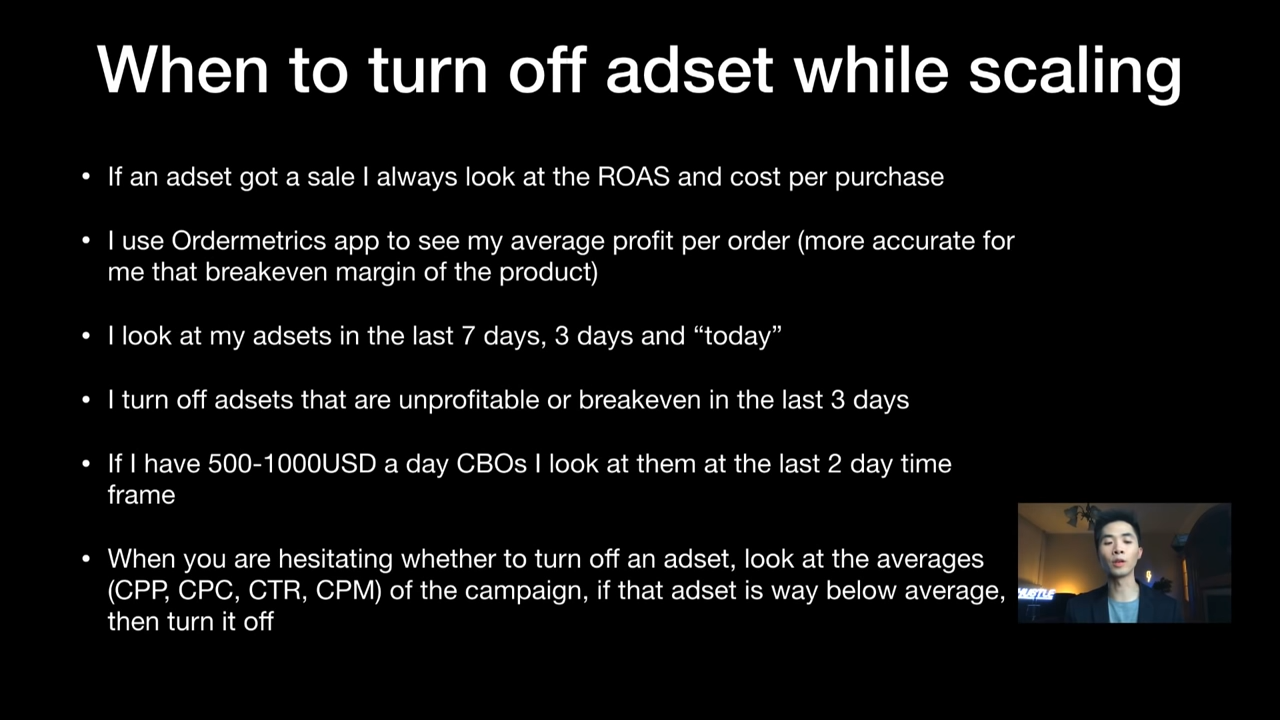 When to turn off adset while scaling
• If an adset got a sale I always look at the ROAS and cost per purchase
• I use Ordermetrics app to see my average profit per order (more accurate for
me that breakeven margin of the product)
• I look at my adsets in the last 7 days, 3 days and “today”
• I turn off adsets that are unprofitable or breakeven in the last 3 days
• If I have 500-1000USD a day CBOs I look at them at the last 2 day time
frame
• When you are hesitating whether to turn off an adset, look at the averages
(CPP, CPC, CTR, CPM) of the campaign, if that adset is way below average,
then turn it off